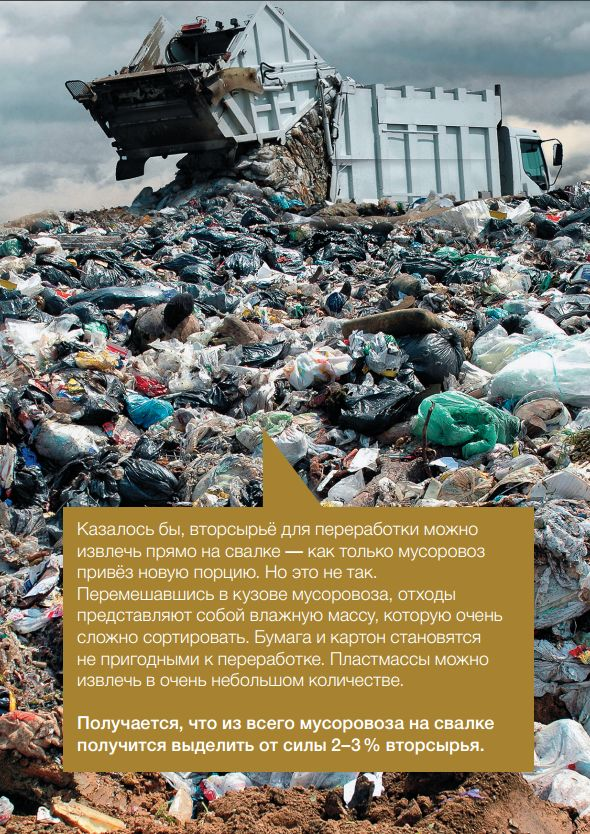 Казалось бы, вторсырьё для переработки можно
извлечь прямо на свалке — как только мусоровоз
привёз новую порцию. Но это не так.
Перемешавшись в кузове мусоровоза, отходы
представляют собой влажную массу, которую очень
сложно сортировать. Бумага и картон становятся
не пригодными к переработке. Пластмассы можно
извлечь в очень небольшом количестве.
Получается, что из всего мусоровоза на свалке
получится выделить от силы 2–3 % вторсырья.